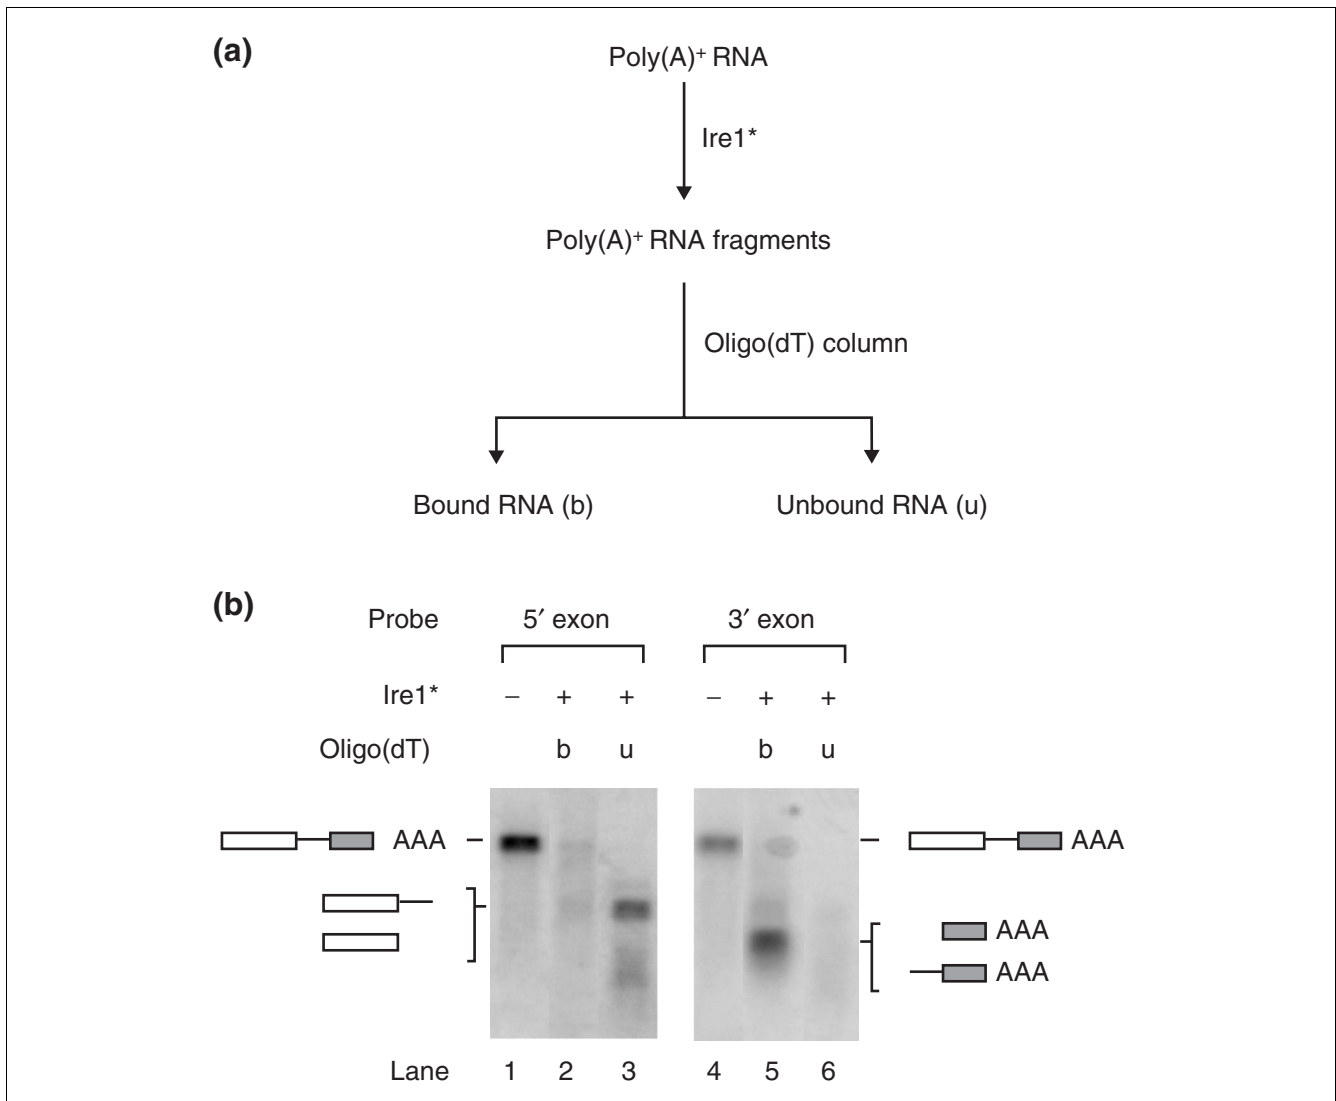 (a)
Poly(A)+ RNA
Ire1*
Poly(A)+ RNA fragments
Oligo(dT) column
Bound RNA (b) Unbound RNA (u)
(b)
Probe 5′ exon 3′ exon
Ire1* – + + – + +
Oligo(dT) b u b u
AAA AAA
AAA
AAA
Lane 1 2 3 4 5 6